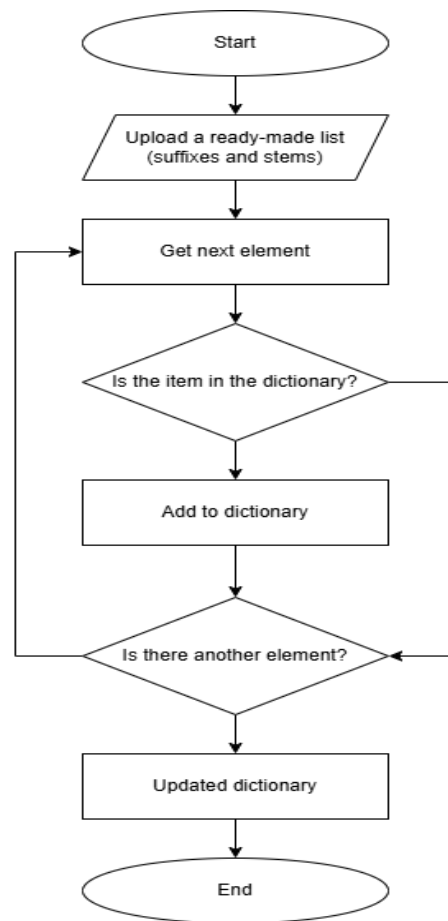 Start
Upload a ready-made list
(suffixes and stems)
Get next element
Is the item in the dictionary?
Add to dictionary
Is there another element?
Updated dictionary
End